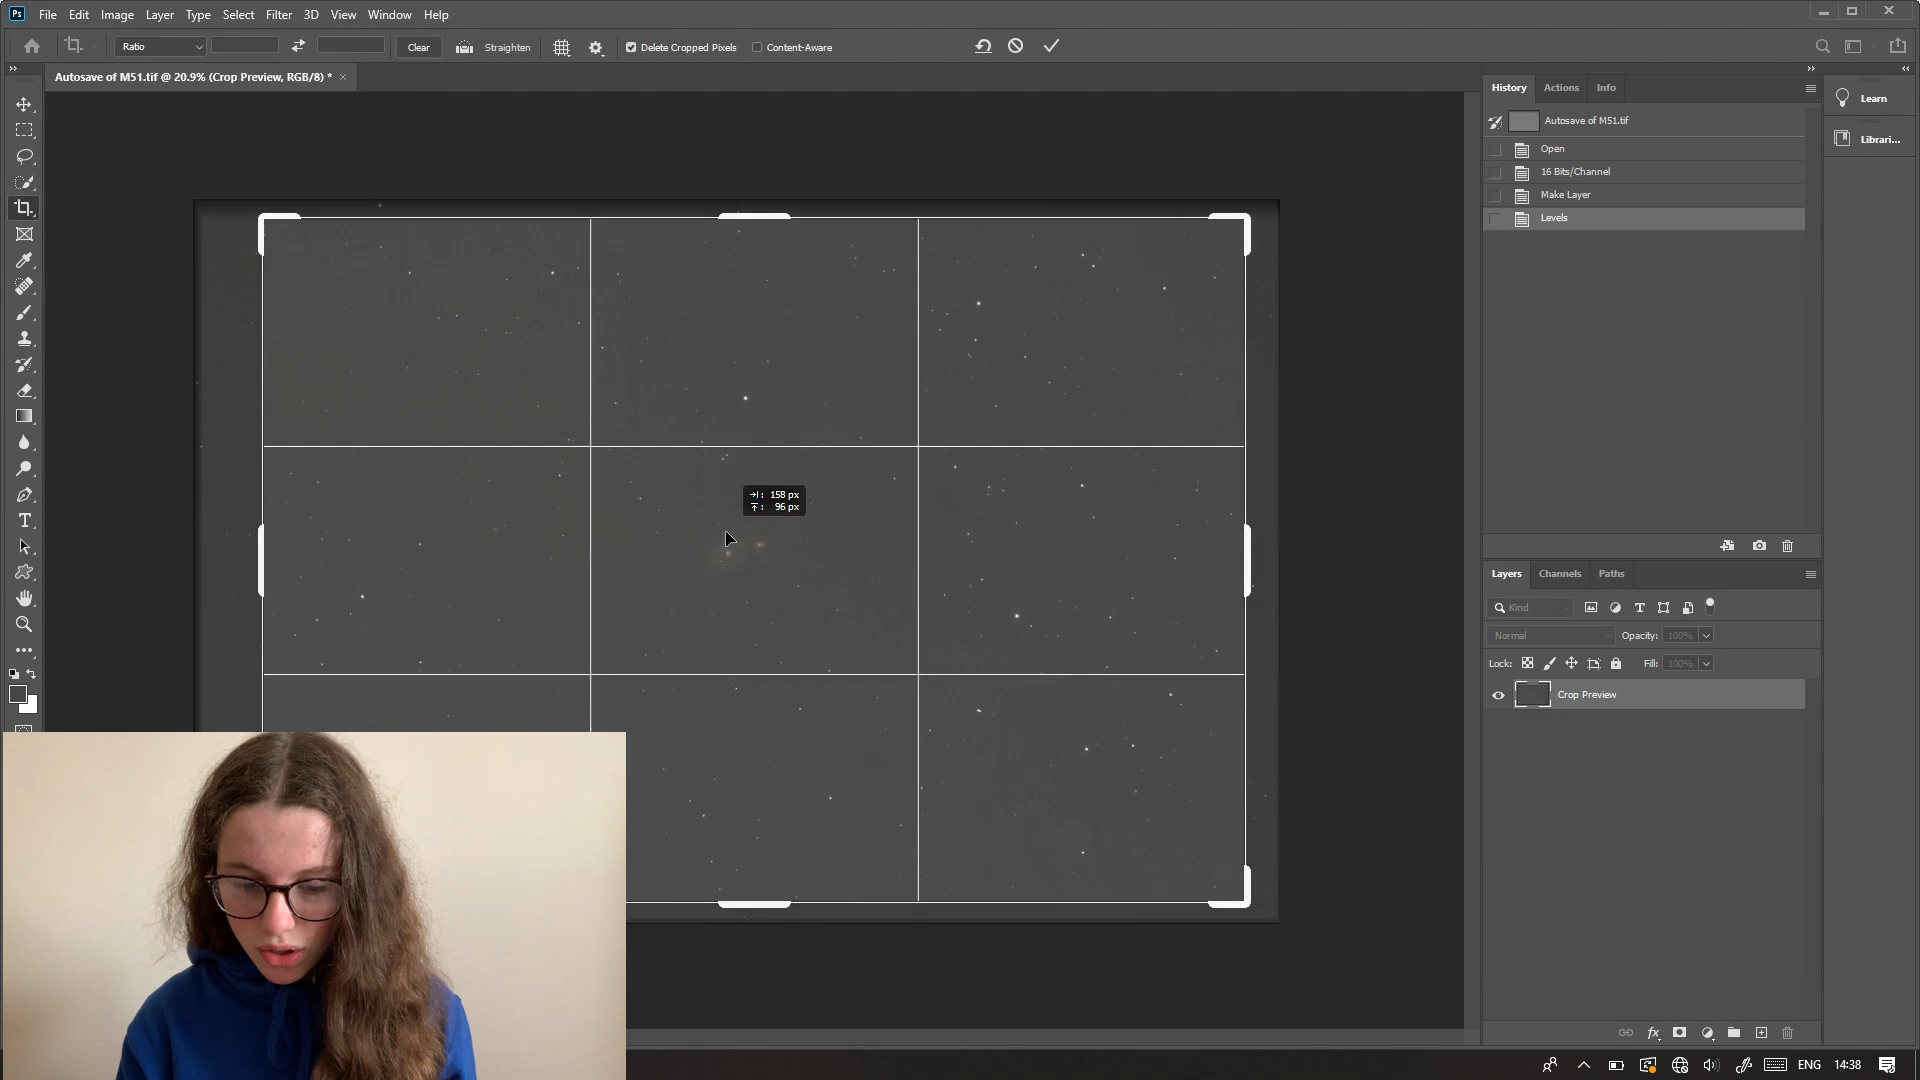 Ps File Edit Image Layer Type Select Filter 3D View Window Help
Ratio Clear Straighten Delete Cropped Pixels Content-Aware
Autosave of M51.tif @ 20.9% (Crop Preview, RGB/8) *
History Actions Info
Learn
Librari...
Autosave of M51.tif
Open
16 Bits/Channel
Make Layer
Levels
158 px
96 px
Layers Channels Paths
Kind
Normal Opacity: 100%
Lock: Fill: 100%
Crop Preview
fx
ENG 14:38